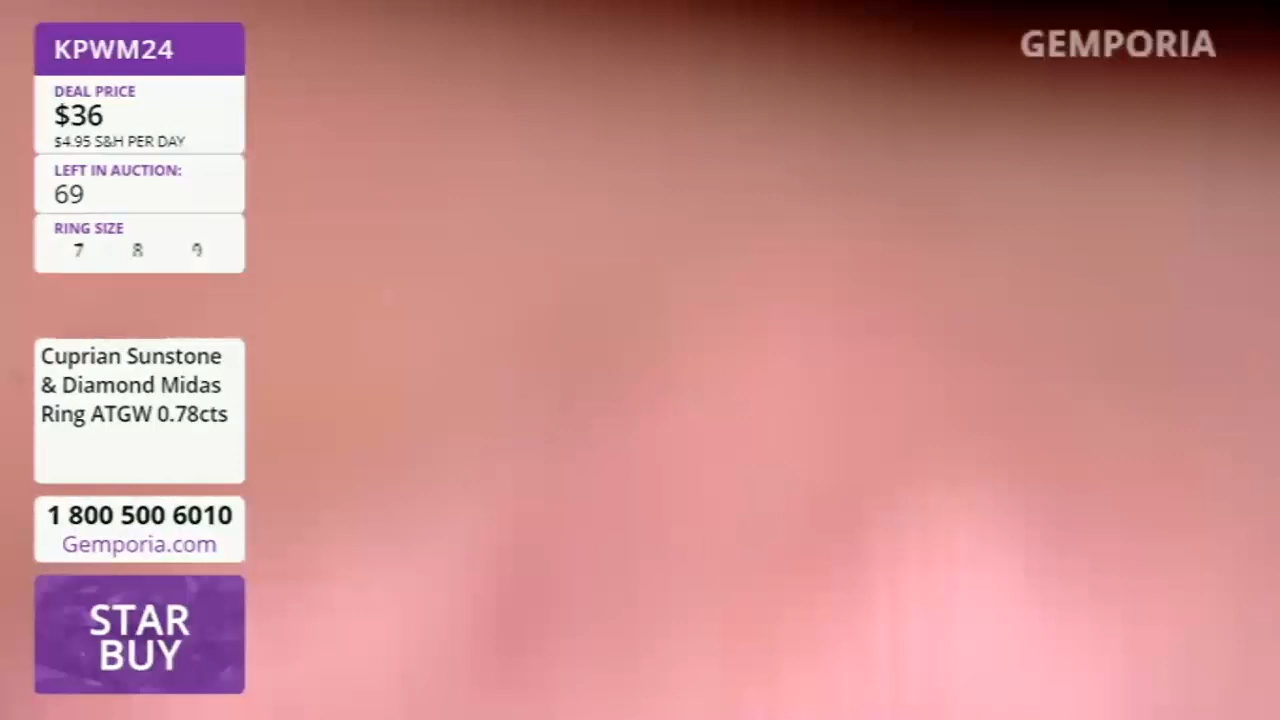 KPWM24
GEMPORIA
DEAL PRICE
$36
$4.95 S&H PER DAY
LEFT IN AUCTION:
69
RING SIZE
7 8 9
Cuprian Sunstone
& Diamond Midas
Ring ATGW 0.78cts
1 800 500 6010
Gemporia.com
STAR
BUY